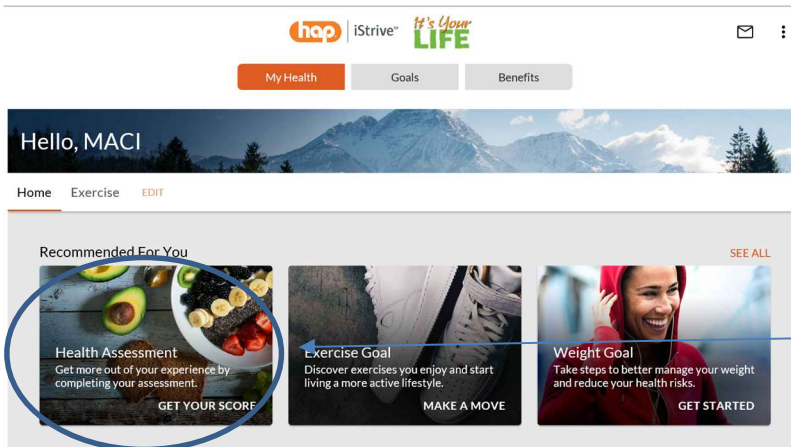 hap
iStrive™
It's Your
LIFE
My Health
Goals
Benefits
Hello, MACI
Home
Exercise
EDIT
Recommended For You
SEE ALL
Health Assessment
Get more out of your experience by
completing your assessment.
GET YOUR SCORE
Exercise Goal
Discover exercises you enjoy and start
living a more active lifestyle.
MAKE A MOVE
Weight Goal
Take steps to better manage your weight
and reduce your health risks.
GET STARTED